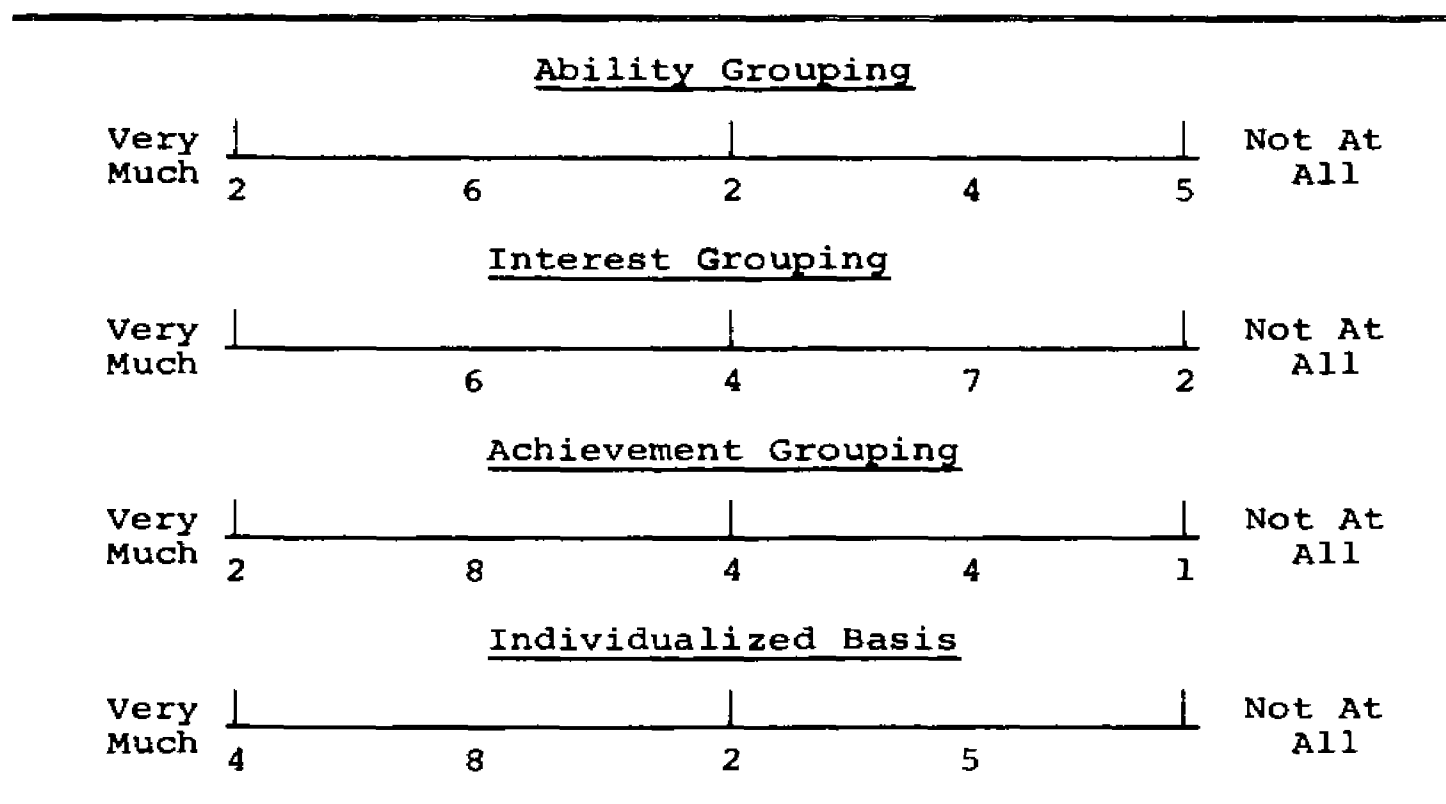 Ability Grouping
Very Much Not At All
2 6 2 4 5
Interest Grouping
Very Much Not At All
6 4 7 2
Achievement Grouping
Very Much Not At All
2 8 4 4 1
Individualized Basis
Very Much Not At All
4 8 2 5